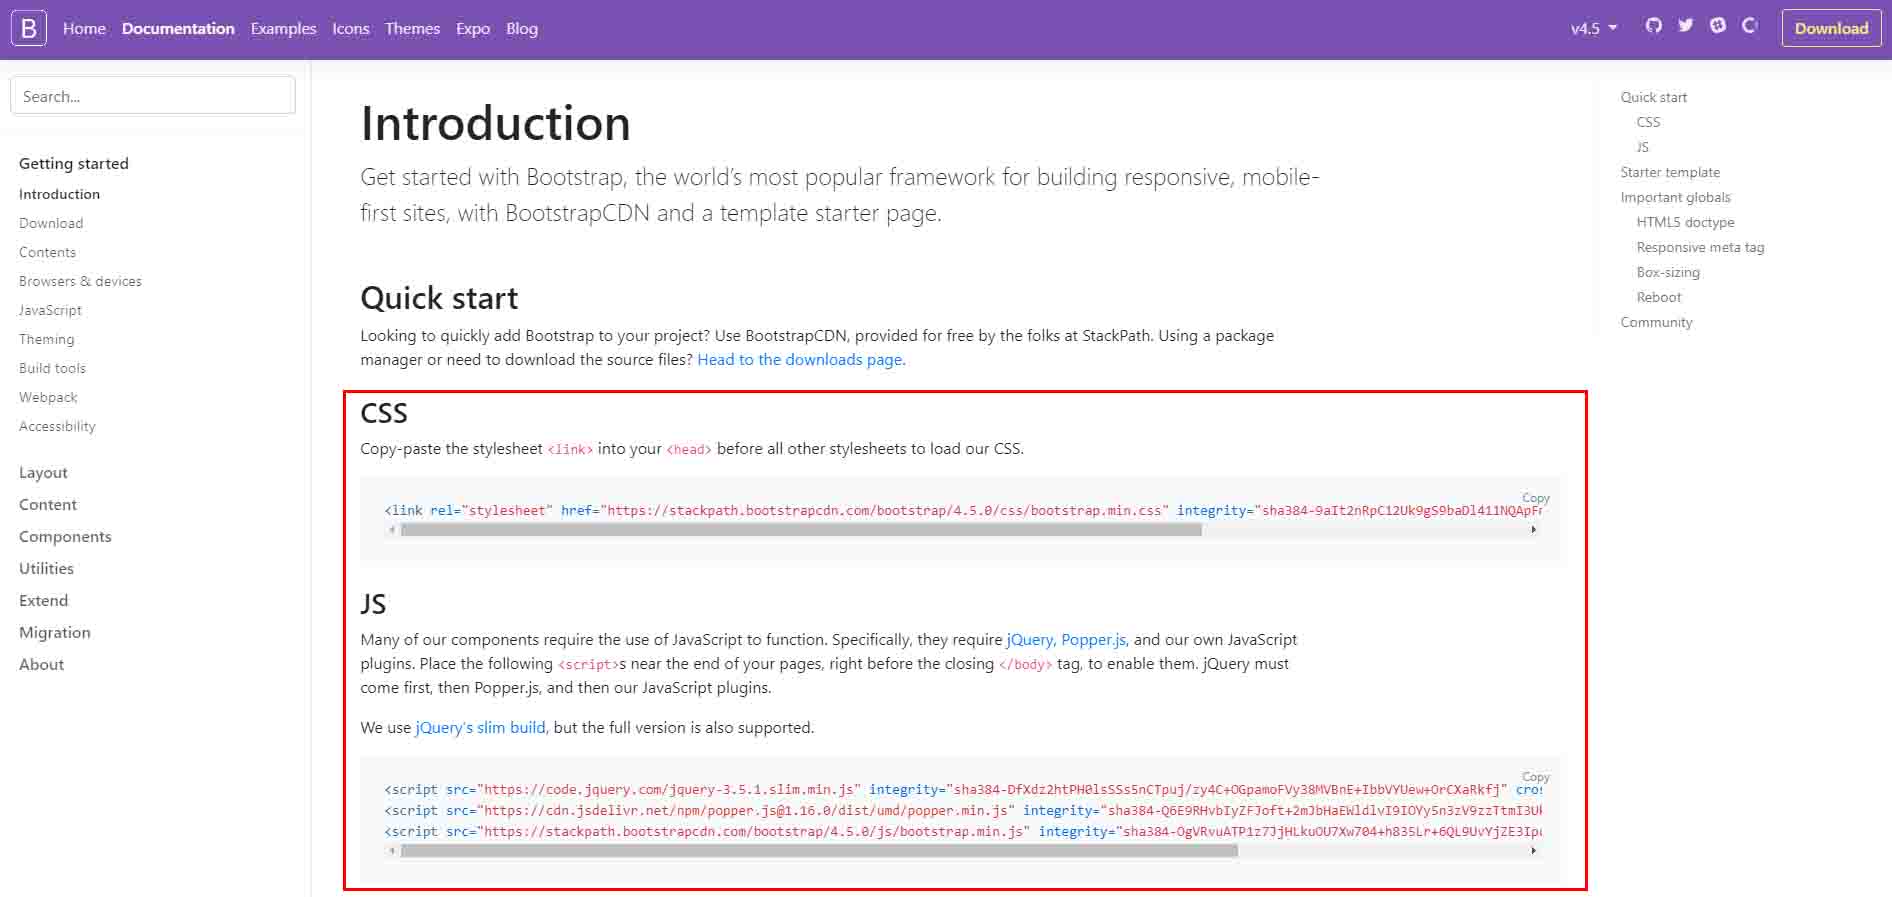 B Home Documentation Examples Icons Themes Expo Blog v4.5 Download
Search...
Getting started
Introduction
Download
Contents
Browsers & devices
JavaScript
Theming
Build tools
Webpack
Accessibility
Layout
Content
Components
Utilities
Extend
Migration
About
Introduction
Get started with Bootstrap, the world's most popular framework for building responsive, mobile-
first sites, with BootstrapCDN and a template starter page.
Quick start
Looking to quickly add Bootstrap to your project? Use BootstrapCDN, provided for free by the folks at StackPath. Using a package
manager or need to download the source files? Head to the downloads page.
CSS
Copy-paste the stylesheet <link> into your <head> before all other stylesheets to load our CSS.
Copy
<link rel="stylesheet" href="https://stackpath.bootstrapcdn.com/bootstrap/4.5.0/css/bootstrap.min.css" integrity="sha384-9aIt2nRpC12Uk9gS9baDl411NQApF
JS
Many of our components require the use of JavaScript to function. Specifically, they require jQuery, Popper.js, and our own JavaScript
plugins. Place the following <script>s near the end of your pages, right before the closing </body> tag, to enable them. jQuery must
come first, then Popper.js, and then our JavaScript plugins.
We use jQuery's slim build, but the full version is also supported.
Copy
<script src="https://code.jquery.com/jquery-3.5.1.slim.min.js" integrity="sha384-DfXdz2htPH0lsSSs5nCTpuj/zy4C+OGpamoFVy38MVBnE+IbbVYUew+OrCXaRkfj" cros
<script src="https://cdn.jsdelivr.net/npm/popper.js@1.16.0/dist/umd/popper.min.js" integrity="sha384-Q6E9RHvbIyZFJoft+2mJbHaEWldlvI9IOYy5n3zV9zzTtmI3Uk
<script src="https://stackpath.bootstrapcdn.com/bootstrap/4.5.0/js/bootstrap.min.js" integrity="sha384-OgVRvuATP1z7JjHLkuOU7Xw704+h835Lr+6QL9UvYjZE3Ipu
Quick start
CSS
JS
Starter template
Important globals
HTML5 doctype
Responsive meta tag
Box-sizing
Reboot
Community